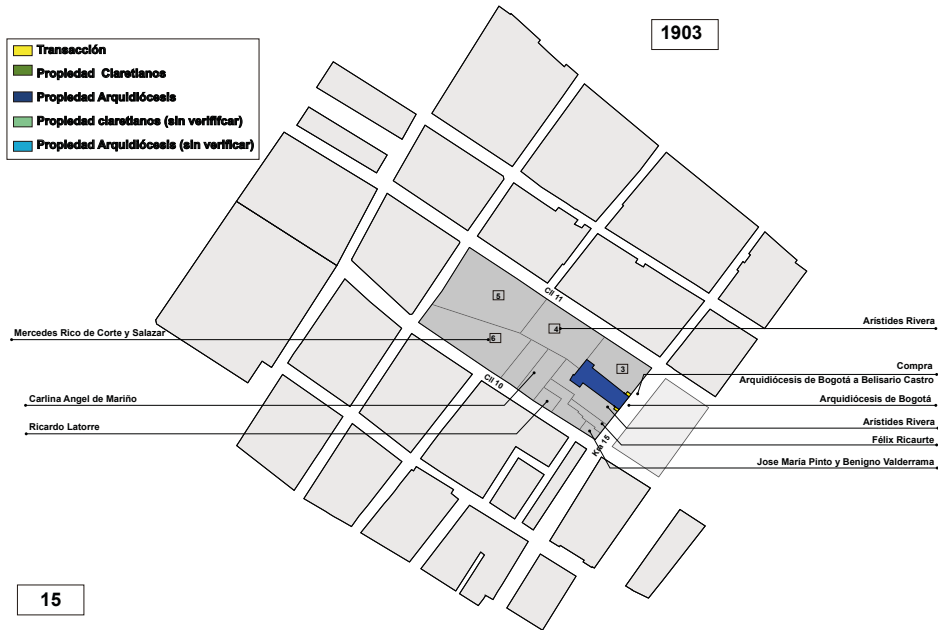 1903
Transacción
Propiedad Claretianos
Propiedad Arquidiócesis
Propiedad claretianos (sin verififcar)
Propiedad Arquidiócesis (sin verificar)
Cll 11
5
4
6
3
Cll 10
Kra 15
Mercedes Rico de Corte y Salazar
Carlina Angel de Mariño
Ricardo Latorre
Arístides Rivera
Compra
Arquidiócesis de Bogotá a Belisario Castro
Arquidiócesis de Bogotá
Arístides Rivera
Félix Ricaurte
Jose María Pinto y Benigno Valderrama
15